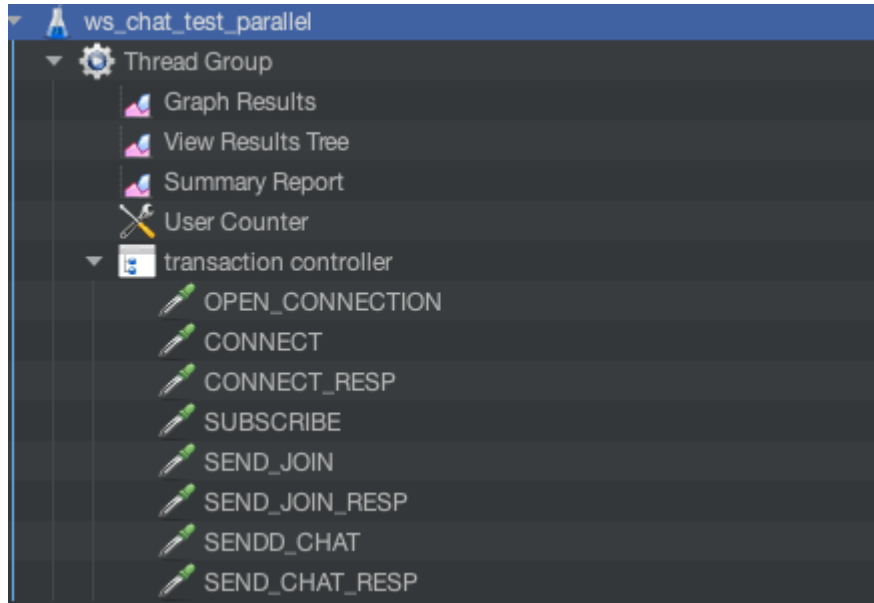 ws_chat_test_parallel
Thread Group
Graph Results
View Results Tree
Summary Report
User Counter
transaction controller
OPEN_CONNECTION
CONNECT
CONNECT_RESP
SUBSCRIBE
SEND_JOIN
SEND_JOIN_RESP
SENDD_CHAT
SEND_CHAT_RESP